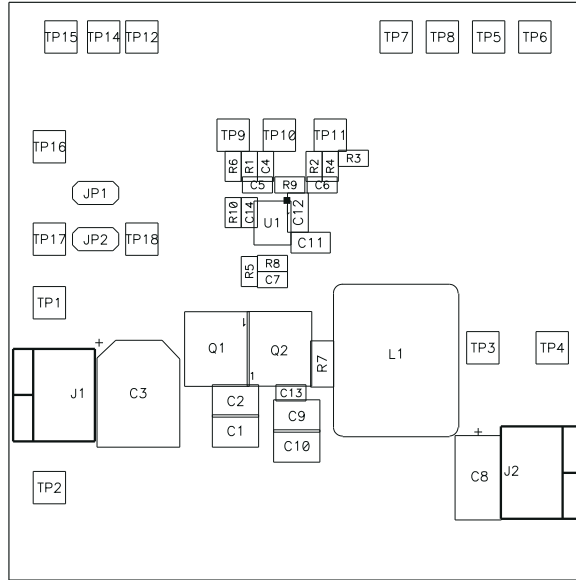 TP15 TP14 TP12 TP7 TP8 TP5 TP6
TP9 TP10 TP11
TP16
R6 R1 C4 R2 R4 R3
C5 R9 C6
JP1
R10 C14 U1 C12
TP17 JP2 TP18
C11
R5 R8
C7
TP1
1
Q1 Q2 R7 L1 TP3 TP4
+
1
J1 C3
C2 C13
C9
C1
C10
+
C8 J2
TP2